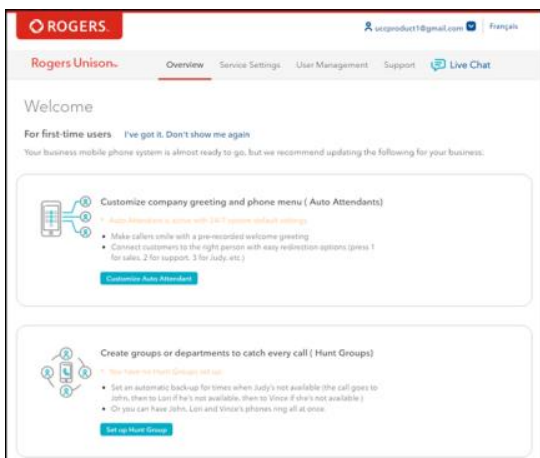 ROGERS.
uccproduct1@gmail.com Français
Rogers Unison™ Overview Service Settings User Management Support Live Chat
Welcome
For first-time users I've got it. Don't show me again
Your business mobile phone system is almost ready to go, but we recommend updating the following for your business:
Customize company greeting and phone menu ( Auto Attendants)
* Auto Attendant is active with 24/7 system default settings
• Make callers smile with a pre-recorded welcome greeting
• Connect customers to the right person with easy redirection options (press 1
for sales, 2 for support, 3 for Judy, etc.)
Customize Auto Attendant
Create groups or departments to catch every call ( Hunt Groups)
* You have no Hunt Groups set up
• Set an automatic back-up for times when Judy's not available (the call goes to
John, then to Lori if he's not available, then to Vince if she's not available )
• Or you can have John, Lori and Vince's phones ring all at once.
Set up Hunt Group